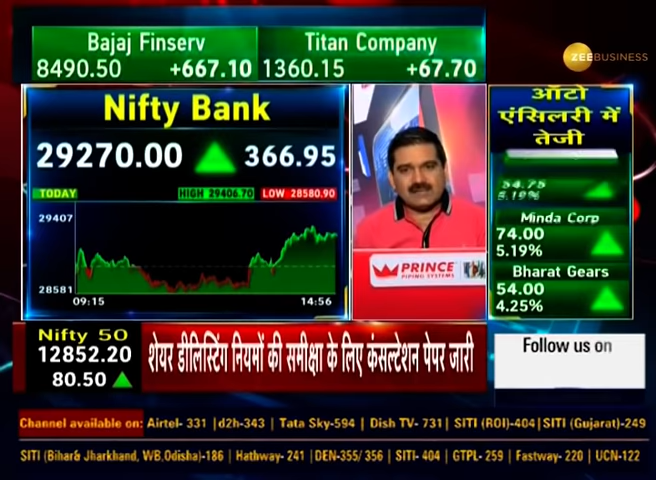 Bajaj Finserv
8490.50 +667.10
Titan Company
1360.15 +67.70
ZEEBUSINESS
Nifty Bank
29270.00 366.95
TODAY HIGH 29406.70 LOW 28580.90
29407
28581
09:15 14:56
PRINCE
PIPING SYSTEMS
ऑटो
एंसिलरी में
तेजी
54.75
5.19%
Minda Corp
74.00
5.19%
Bharat Gears
54.00
4.25%
Nifty 50
12852.20
80.50
शेयर डीलिस्टिंग नियमों की समीक्षा के लिए कंसल्टेशन पेपर जारी
Follow us on
Channel available on: Airtel- 331 |d2h-343 | Tata Sky-594 | Dish TV- 731| SITI (ROI)-404|SITI (Gujarat)-249
SITI (Bihar& Jharkhand, WB,Odisha)-186 | Hathway- 241 |DEN-355/ 356 | SITI- 404 | GTPL- 259 | Fastway- 220 | UCN-122